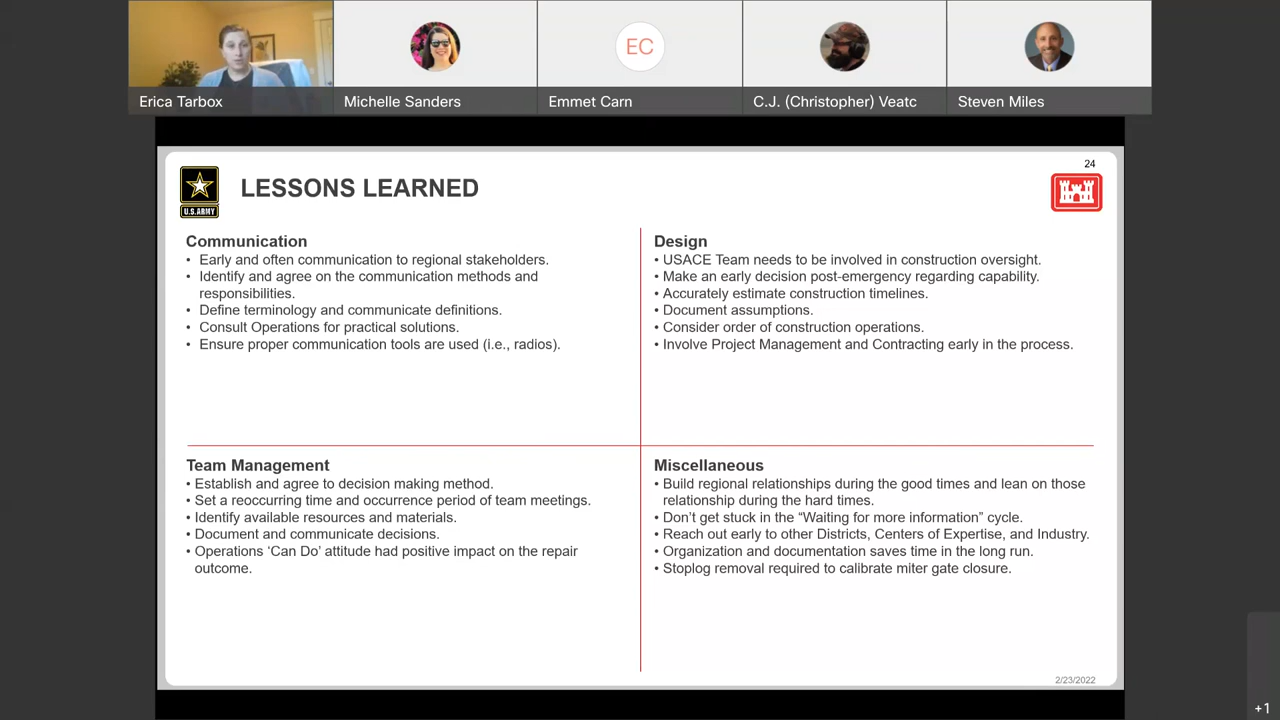 Erica Tarbox
Michelle Sanders
EC
Emmet Carn
C.J. (Christopher) Veatc
Steven Miles
24
U.S.ARMY
LESSONS LEARNED
Communication
• Early and often communication to regional stakeholders.
• Identify and agree on the communication methods and
responsibilities.
• Define terminology and communicate definitions.
• Consult Operations for practical solutions.
• Ensure proper communication tools are used (i.e., radios).
Design
• USACE Team needs to be involved in construction oversight.
• Make an early decision post-emergency regarding capability.
• Accurately estimate construction timelines.
• Document assumptions.
• Consider order of construction operations.
• Involve Project Management and Contracting early in the process.
Team Management
• Establish and agree to decision making method.
• Set a reoccurring time and occurrence period of team meetings.
• Identify available resources and materials.
• Document and communicate decisions.
• Operations ‘Can Do’ attitude had positive impact on the repair
outcome.
Miscellaneous
• Build regional relationships during the good times and lean on those
relationship during the hard times.
• Don’t get stuck in the “Waiting for more information” cycle.
• Reach out early to other Districts, Centers of Expertise, and Industry.
• Organization and documentation saves time in the long run.
• Stoplog removal required to calibrate miter gate closure.
2/23/2022
+1